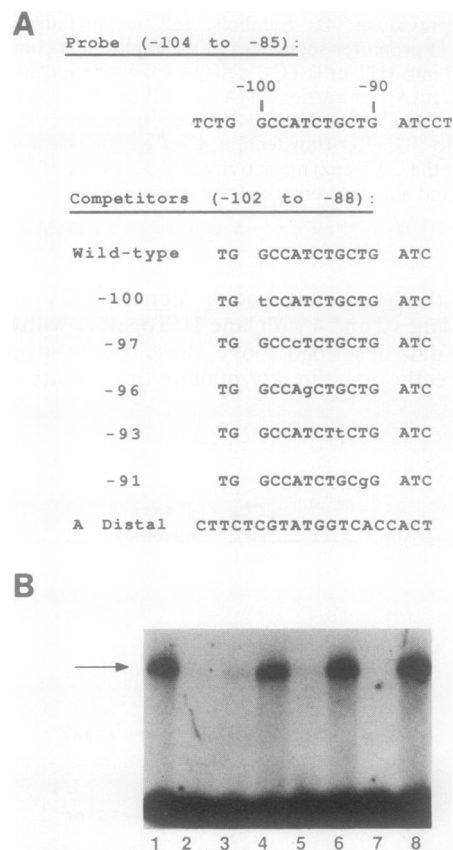 A
Probe (-104 to -85):
-100 -90
TCTG GCCATCTGCTG ATCCT
Competitors (-102 to -88):
Wild-type TG GCCATCTGCTG ATC
-100 TG tCCATCTGCTG ATC
-97 TG GCCcTCTGCTG ATC
-96 TG GCCAgCTGCTG ATC
-93 TG GCCATCTtCTG ATC
-91 TG GCCATCTGCgG ATC
A Distal CTTCTCGTATGGTCACCACT
B
1 2 3 4 5 6 7 8